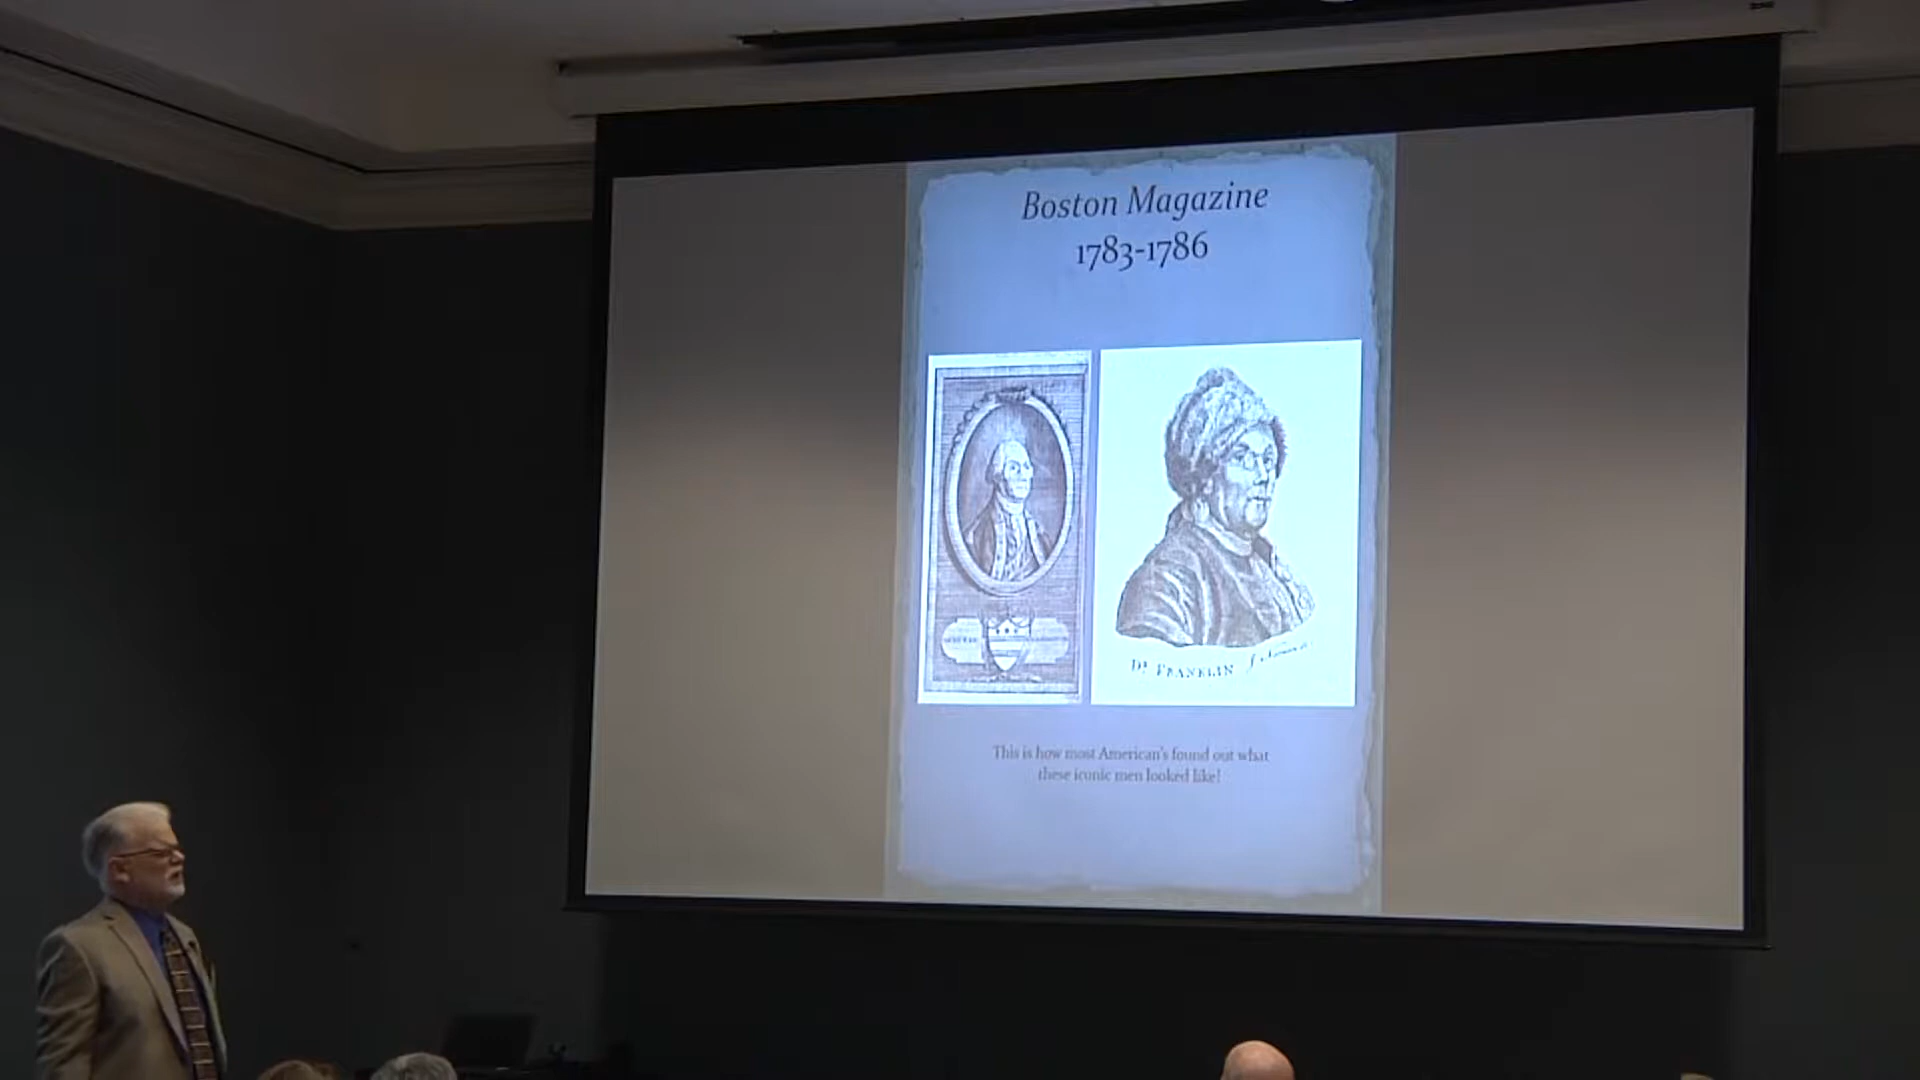 Boston Magazine
1783-1786
Dr. FRANKLIN
This is how most American's found out what
these iconic men looked like!